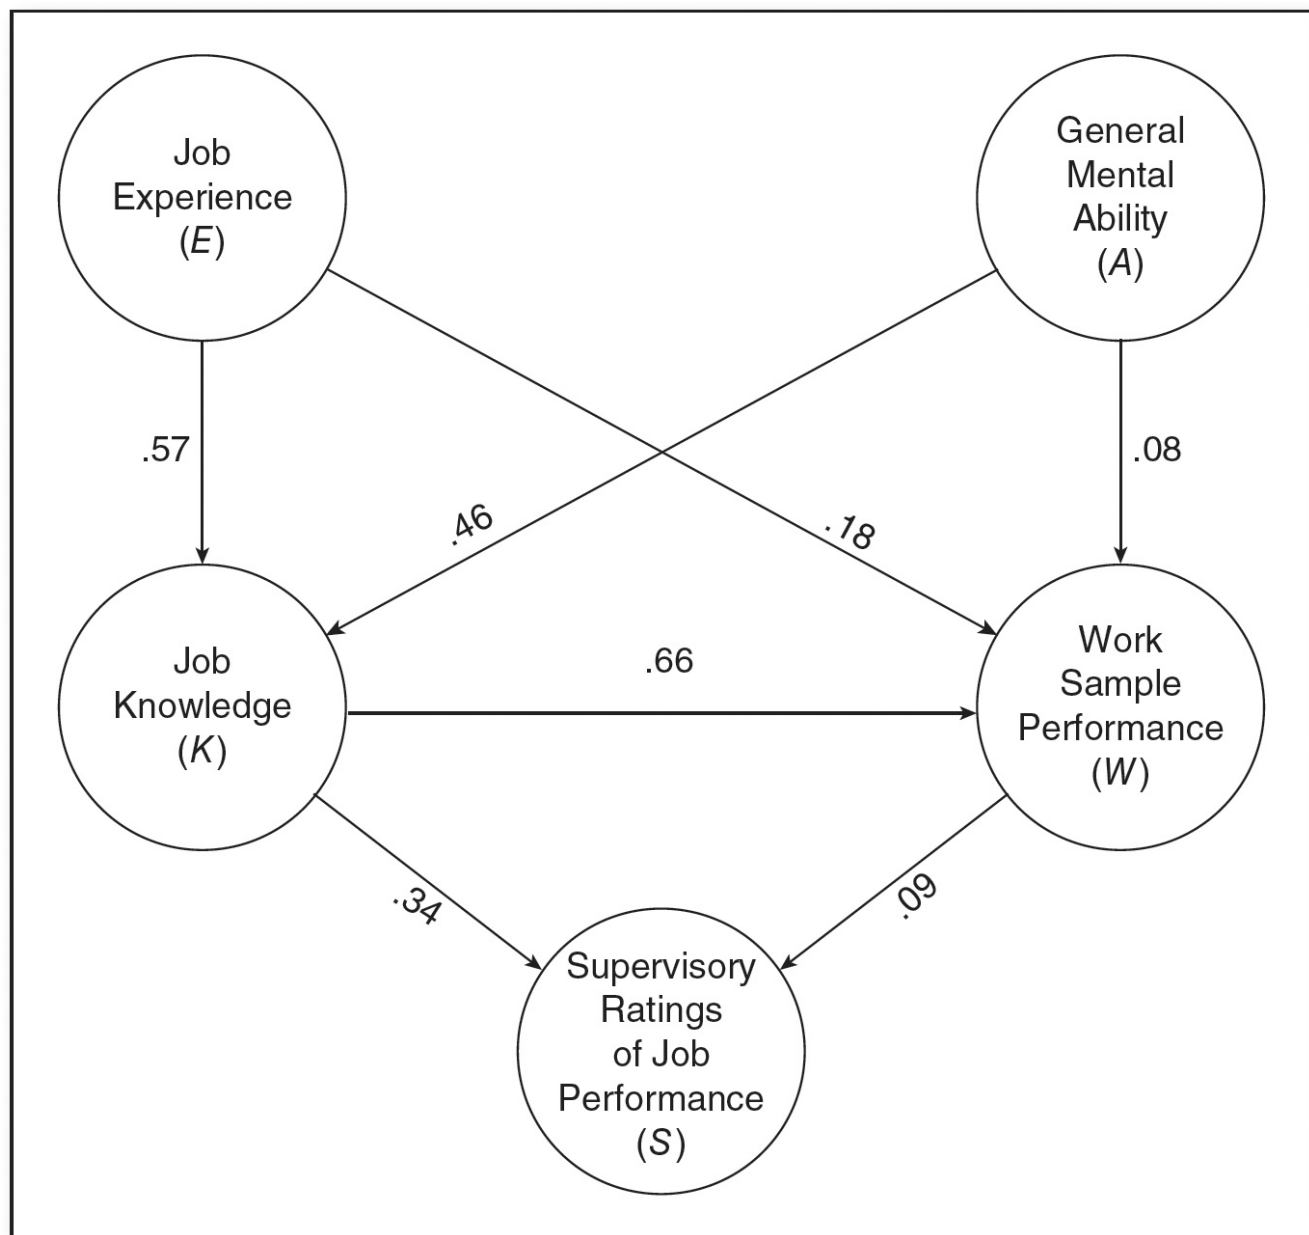 Job
Experience
(E)
General
Mental
Ability
(A)
.57
.46
.18
.08
Job
Knowledge
(K)
.66
Work
Sample
Performance
(W)
.34
.09
Supervisory
Ratings
of Job
Performance
(S)